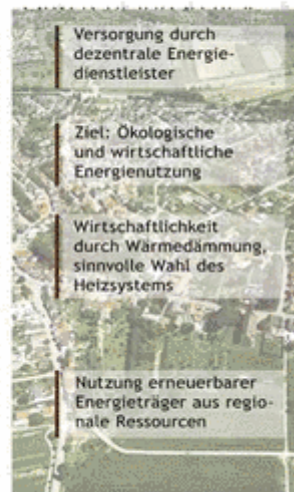 Versorgung durch
dezentrale Energie-
dienstleister
Ziel: Ökologische
und wirtschaftliche
Energienutzung
Wirtschaftlichkeit
durch Wärmedämmung,
sinnvolle Wahl des
Heizsystems
Nutzung erneuerbarer
Energieträger aus regio-
nale Ressourcen